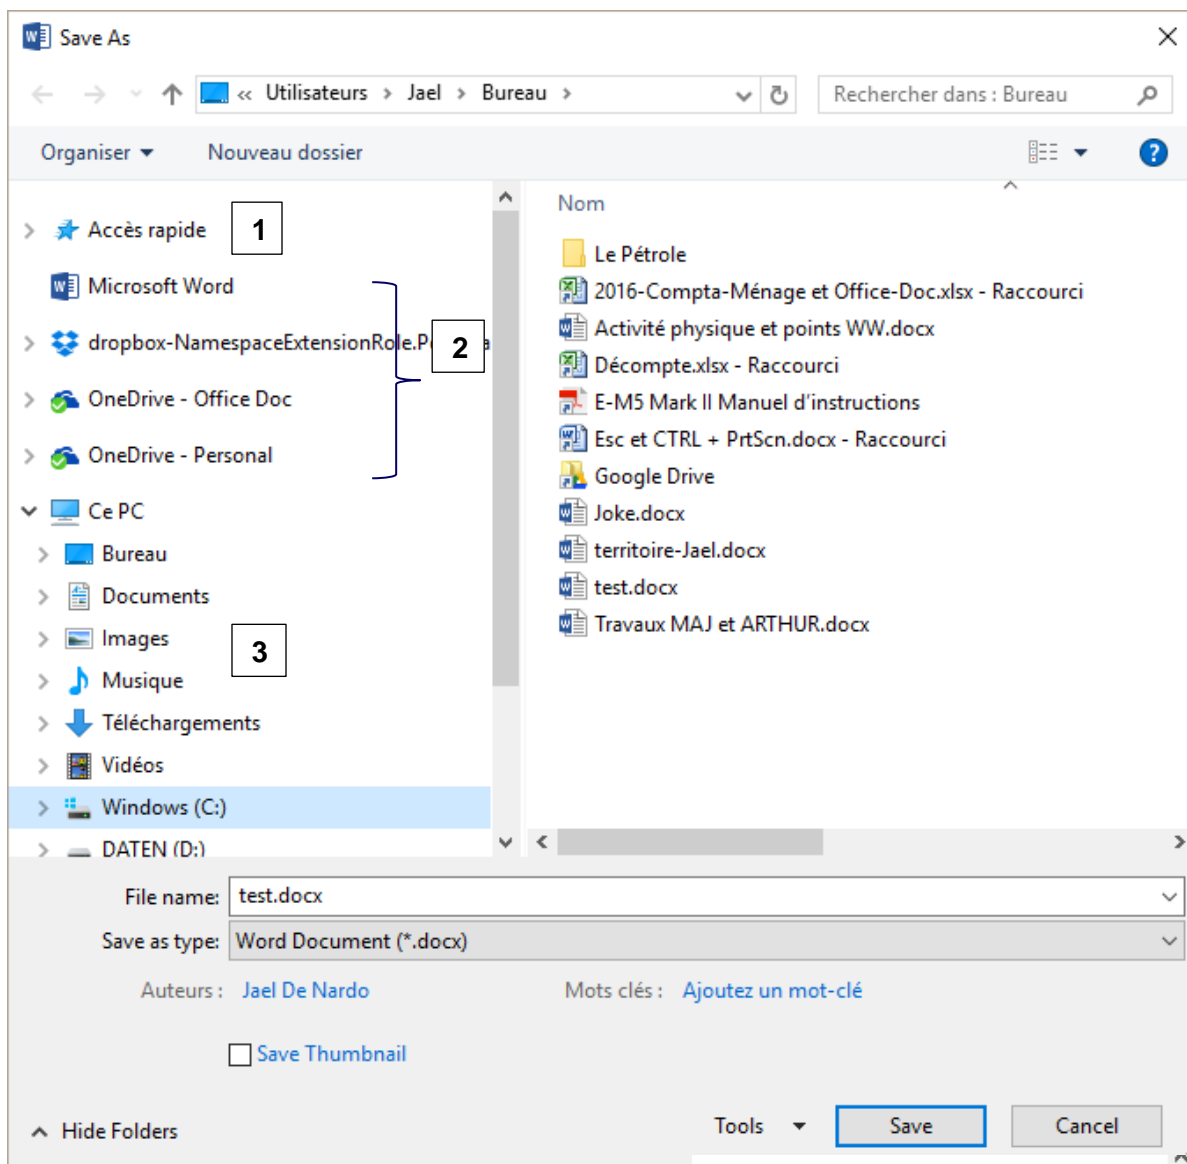 Save As
« Utilisateurs > Jael > Bureau >
Rechercher dans : Bureau
Organiser
Nouveau dossier
Accès rapide
1
Microsoft Word
dropbox-NamespaceExtensionRole.P
2
a
OneDrive - Office Doc
OneDrive - Personal
Ce PC
Bureau
Documents
Images
3
Musique
Téléchargements
Vidéos
Windows (C:)
DATEN (D:)
Nom
Le Pétrole
2016-Compta-Ménage et Office-Doc.xlsx - Raccourci
Activité physique et points WW.docx
Décompte.xlsx - Raccourci
E-M5 Mark II Manuel d'instructions
Esc et CTRL + PrtScn.docx - Raccourci
Google Drive
Joke.docx
territoire-Jael.docx
test.docx
Travaux MAJ et ARTHUR.docx
File name: test.docx
Save as type: Word Document (*.docx)
Auteurs : Jael De Nardo
Mots clés : Ajoutez un mot-clé
Save Thumbnail
Hide Folders
Tools
Save
Cancel